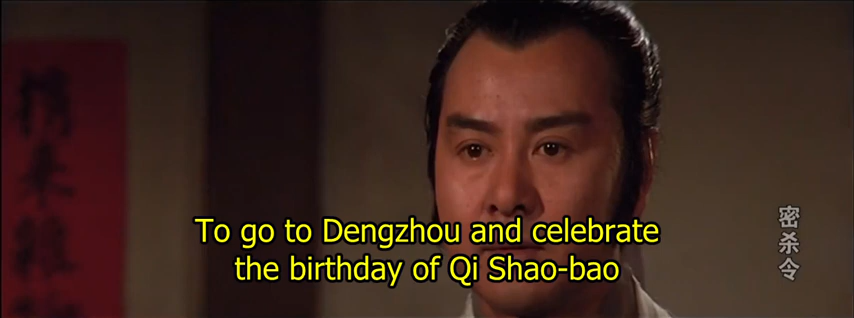 To go to Dengzhou and celebrate
the birthday of Qi Shao-bao
密杀令